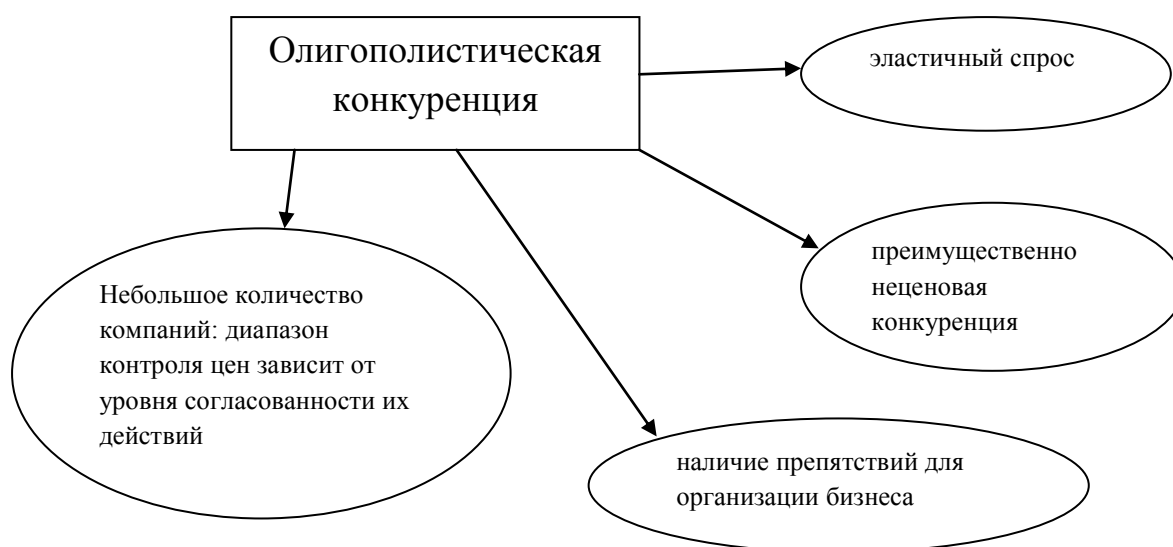 Олигополистическая
конкуренция
эластичный спрос
преимущественно
неценовая
конкуренция
Небольшое количество
компаний: диапазон
контроля цен зависит от
уровня согласованности их
действий
наличие препятствий для
организации бизнеса